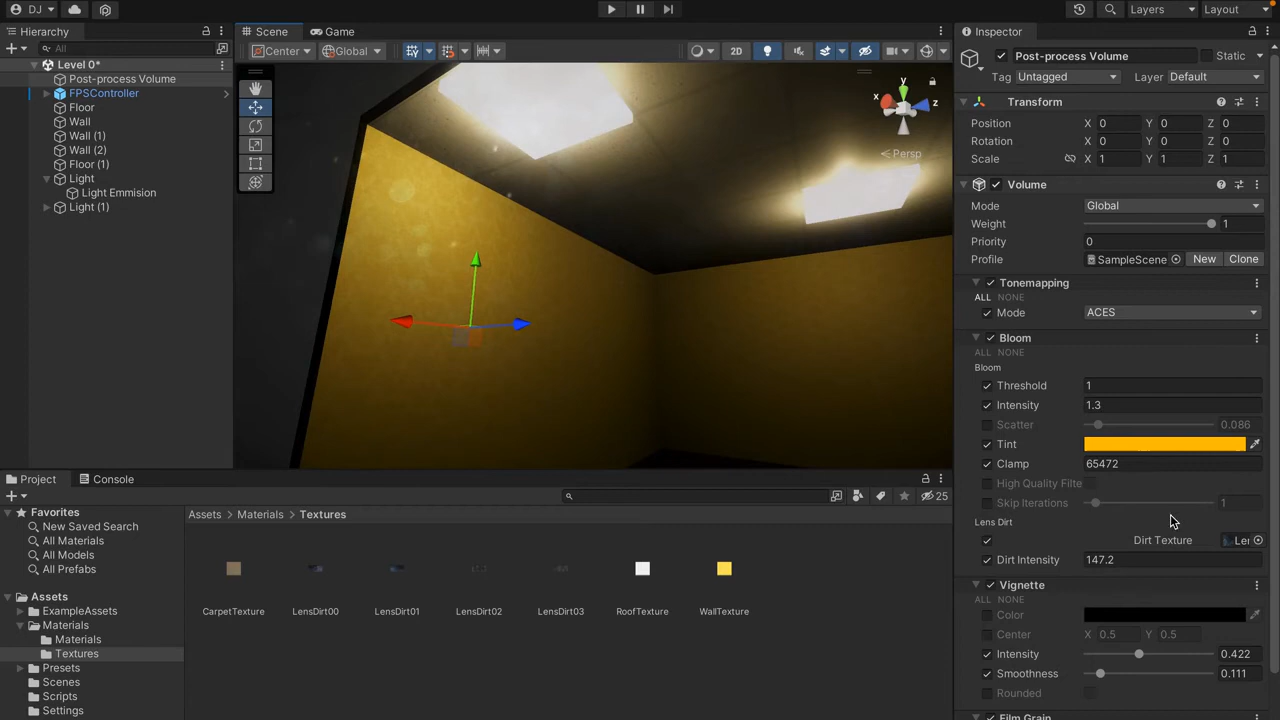 DJ
Layers
Layout
Hierarchy
Scene
Game
Inspector
All
Center
Global
2D
Post-process Volume
Static
Tag Untagged
Layer Default
Level 0*
Post-process Volume
FPSController
Floor
Wall
Wall (1)
Wall (2)
Floor (1)
Light
Light Emmision
Light (1)
y
x
z
Persp
Transform
Position X 0 Y 0 Z 0
Rotation X 0 Y 0 Z 0
Scale X 1 Y 1 Z 1
Volume
Mode Global
Weight 1
Priority 0
Profile SampleScene New Clone
Tonemapping
ALL NONE
Mode ACES
Bloom
ALL NONE
Bloom
Threshold 1
Intensity 1.3
Scatter 0.086
Tint
Clamp 65472
High Quality Filte
Skip Iterations 1
Lens Dirt
Dirt Texture Ler
Dirt Intensity 147.2
Vignette
ALL NONE
Color
Center X 0.5 Y 0.5
Intensity 0.422
Smoothness 0.111
Rounded
Film Grain
Project
Console
25
Favorites
New Saved Search
All Materials
All Models
All Prefabs
Assets
ExampleAssets
Materials
Materials
Textures
Presets
Scenes
Scripts
Settings
Assets > Materials > Textures
CarpetTexture
LensDirt00
LensDirt01
LensDirt02
LensDirt03
RoofTexture
WallTexture